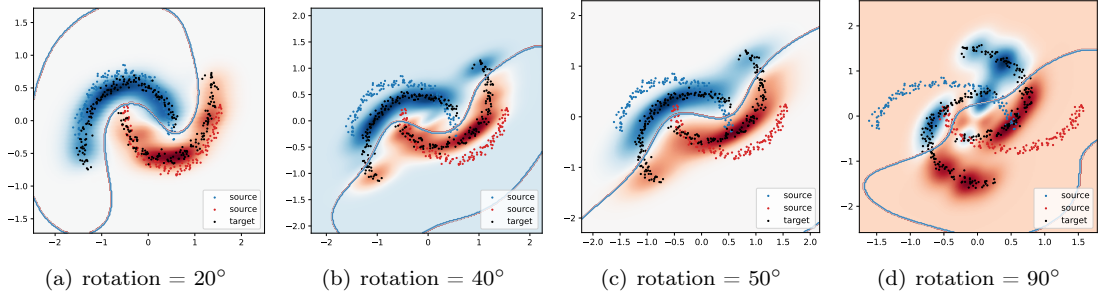 1.5
1.0
0.5
0.0
−0.5
−1.0
−1.5
−2 −1 0 1 2
source
source
target
(a) rotation = 20°
2.0
1.5
1.0
0.5
0.0
−0.5
−1.0
−1.5
−2.0
−2 −1 0 1 2
source
source
target
(b) rotation = 40°
2
1
0
−1
−2
−2.0 −1.5 −1.0 −0.5 0.0 0.5 1.0 1.5 2.0
source
source
target
(c) rotation = 50°
2
1
0
−1
−2
−1.5 −1.0 −0.5 0.0 0.5 1.0 1.5
source
source
target
(d) rotation = 90°